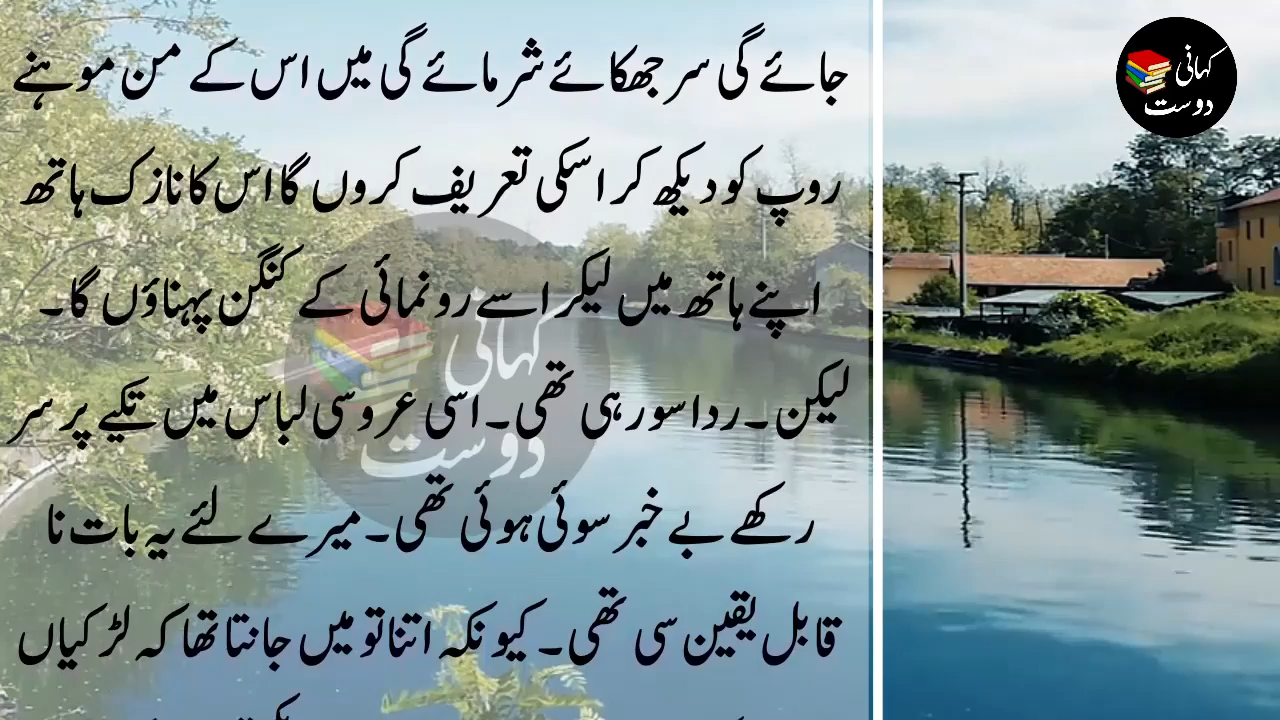 جائے گی سر جھکائے شرمائے گی میں اس کے من موہنے
روپ کو دیکھ کر اسکی تعریف کروں گا اس کا نازک ہاتھ
اپنے ہاتھ میں لیکر اسے رونمائی کے کنگن پہناؤں گا۔
لیکن۔ ردا سو رہی تھی۔ اسی عروسی لباس میں تکیے پر سر
رکھے بے خبر سوئی ہوئی تھی۔ میرے لئے یہ بات نا
قابل یقین سی تھی۔ کیونکہ اتنا تو میں جانتا تھا کہ لڑکیاں
کہانی
دوست
کہانی
دوست